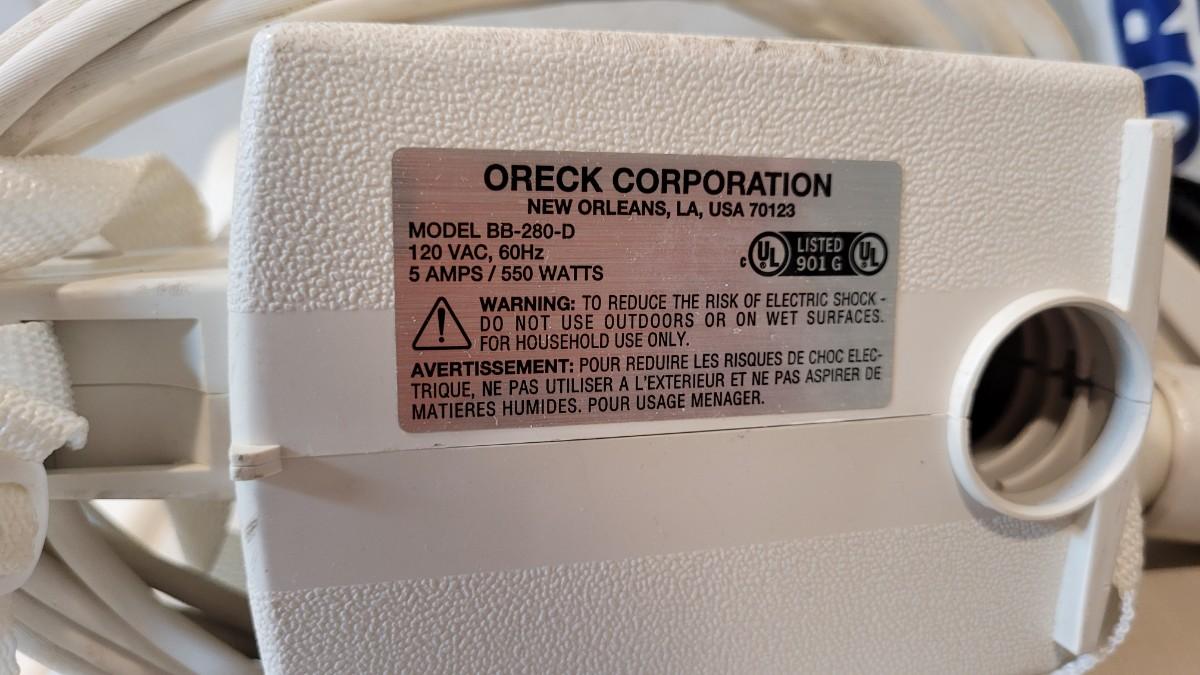 ORECK CORPORATION
NEW ORLEANS, LA, USA 70123
MODEL BB-280-D
120 VAC, 60Hz
5 AMPS / 550 WATTS
c UL LISTED UL
901 G
WARNING: TO REDUCE THE RISK OF ELECTRIC SHOCK -
DO NOT USE OUTDOORS OR ON WET SURFACES.
FOR HOUSEHOLD USE ONLY.
AVERTISSEMENT: POUR REDUIRE LES RISQUES DE CHOC ELEC-
TRIQUE, NE PAS UTILISER A L'EXTERIEUR ET NE PAS ASPIRER DE
MATIERES HUMIDES. POUR USAGE MENAGER.